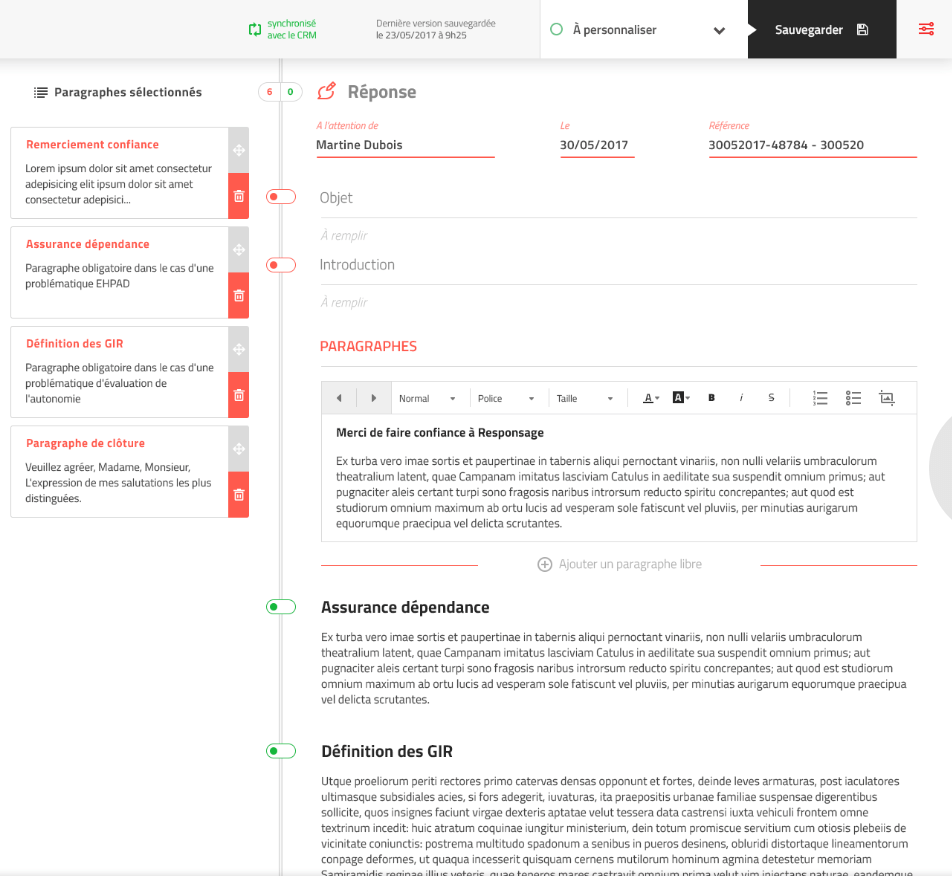 synchronisé
avec le CRM
Dernière version sauvegardée
le 23/05/2017 à 9h25
À personnaliser
Sauvegarder
Paragraphes sélectionnés
6 0
Réponse
A l'attention de
Martine Dubois
Le
30/05/2017
Référence
30052017-48784 - 300520
Remerciement confiance
Lorem ipsum dolor sit amet consectetur
adepisicing elit ipsum dolor sit amet
consectetur adepisici...
Assurance dépendance
Paragraphe obligatoire dans le cas d'une
problématique EHPAD
Définition des GIR
Paragraphe obligatoire dans le cas d'une
problématique d'évaluation de
l'autonomie
Paragraphe de clôture
Veuillez agréer, Madame, Monsieur,
L'expression de mes salutations les plus
distinguées.
Objet
À remplir
Introduction
À remplir
PARAGRAPHES
Normal Police Taille A A B i S
Merci de faire confiance à Responsage
Ex turba vero imae sortis et paupertinae in tabernis aliqui pernoctant vinariis, non nulli velariis umbraculorum
theatralium latent, quae Campanam imitatus lasciviam Catulus in aedilitate sua suspendit omnium primus; aut
pugnaciter aleis certant turpi sono fragosis naribus introrsum reducto spiritu concrepantes; aut quod est
studiorum omnium maximum ab ortu lucis ad vesperam sole fatiscunt vel pluviis, per minutias aurigarum
equorumque praecipua vel delicta scrutantes.
Ajouter un paragraphe libre
Assurance dépendance
Ex turba vero imae sortis et paupertinae in tabernis aliqui pernoctant vinariis, non nulli velariis umbraculorum
theatralium latent, quae Campanam imitatus lasciviam Catulus in aedilitate sua suspendit omnium primus; aut
pugnaciter aleis certant turpi sono fragosis naribus introrsum reducto spiritu concrepantes; aut quod est studiorum
omnium maximum ab ortu lucis ad vesperam sole fatiscunt vel pluviis, per minutias aurigarum equorumque praecipua
vel delicta scrutantes.
Définition des GIR
Utque proeliorum periti rectores primo catervas densas opponunt et fortes, deinde leves armaturas, post iaculatores
ultimasque subsidiales acies, si fors adegerit, iuvaturas, ita praepositis urbanae familiae suspensae digerentibus
sollicite, quos insignes faciunt virgae dexteris aptatae velut tessera data castrensi iuxta vehiculi frontem omne
textrinum incedit: huic atratum coquinae iungitur ministerium, dein totum promiscue servitium cum otiosis plebeiis de
vicinitate coniunctis: postrema multitudo spadonum a senibus in pueros desinens, obluridi distortaque lineamentorum
conpage deformes, ut quaqua incesserit quisquam cernens mutilorum hominum agmina detestetur memoriam
Samiramidis reginae illius veteris, quae teneros mares castravit omnium prima velut vim iniectans naturae, eandemque